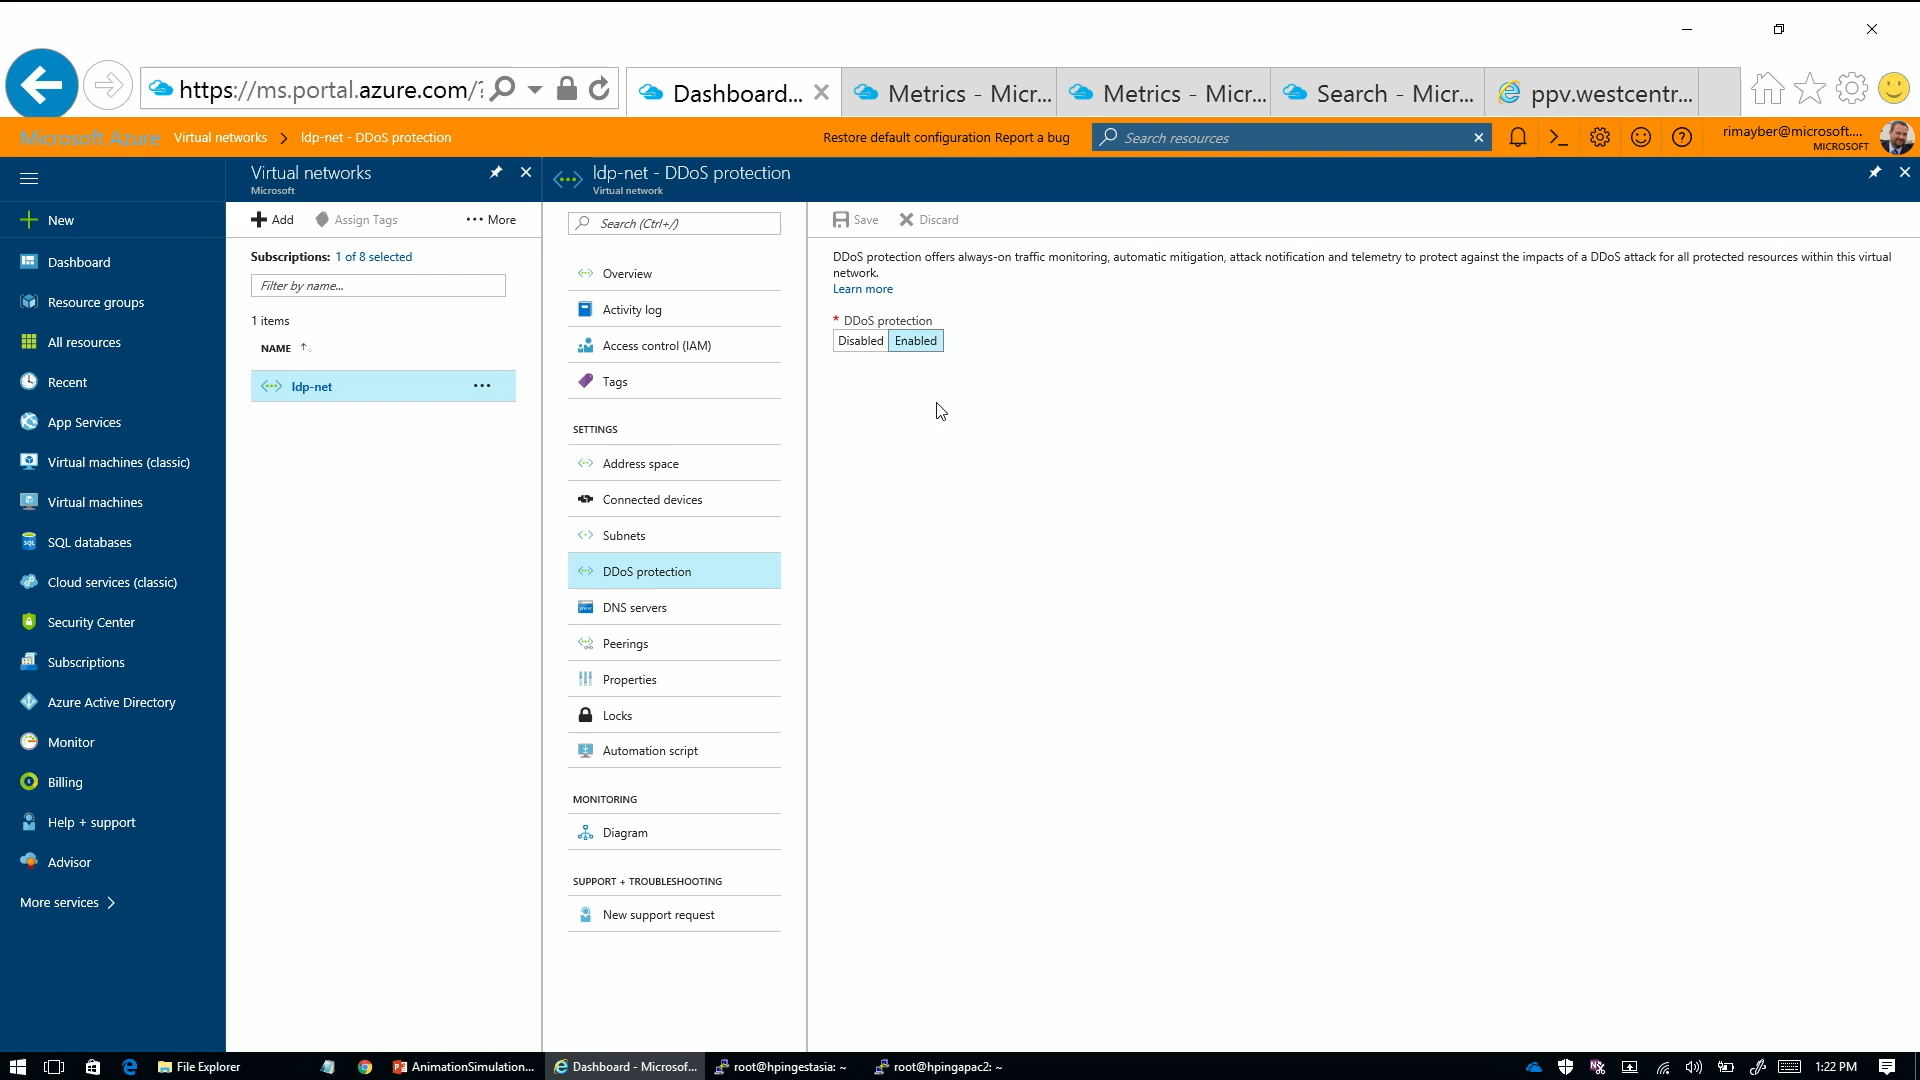 https://ms.portal.azure.com/?
Dashboard...
Metrics - Micr...
Metrics - Micr...
Search - Micr...
ppv.westcentr...
Microsoft Azure
Virtual networks
ldp-net - DDoS protection
Restore default configuration
Report a bug
Search resources
rimayber@microsoft....
MICROSOFT
New
Dashboard
Resource groups
All resources
Recent
App Services
Virtual machines (classic)
Virtual machines
SQL databases
Cloud services (classic)
Security Center
Subscriptions
Azure Active Directory
Monitor
Billing
Help + support
Advisor
More services
Virtual networks
Microsoft
Add
Assign Tags
More
Subscriptions: 1 of 8 selected
Filter by name...
1 items
NAME
ldp-net
ldp-net - DDoS protection
Virtual network
Search (Ctrl+/)
Overview
Activity log
Access control (IAM)
Tags
SETTINGS
Address space
Connected devices
Subnets
DDoS protection
DNS servers
Peerings
Properties
Locks
Automation script
MONITORING
Diagram
SUPPORT + TROUBLESHOOTING
New support request
Save
Discard
DDoS protection offers always-on traffic monitoring, automatic mitigation, attack notification and telemetry to protect against the impacts of a DDoS attack for all protected resources within this virtual
network.
Learn more
* DDoS protection
Disabled
Enabled
File Explorer
AnimationSimulation...
Dashboard - Microsof...
root@hpingestasia: ~
root@hpingapac2: ~
1:22 PM